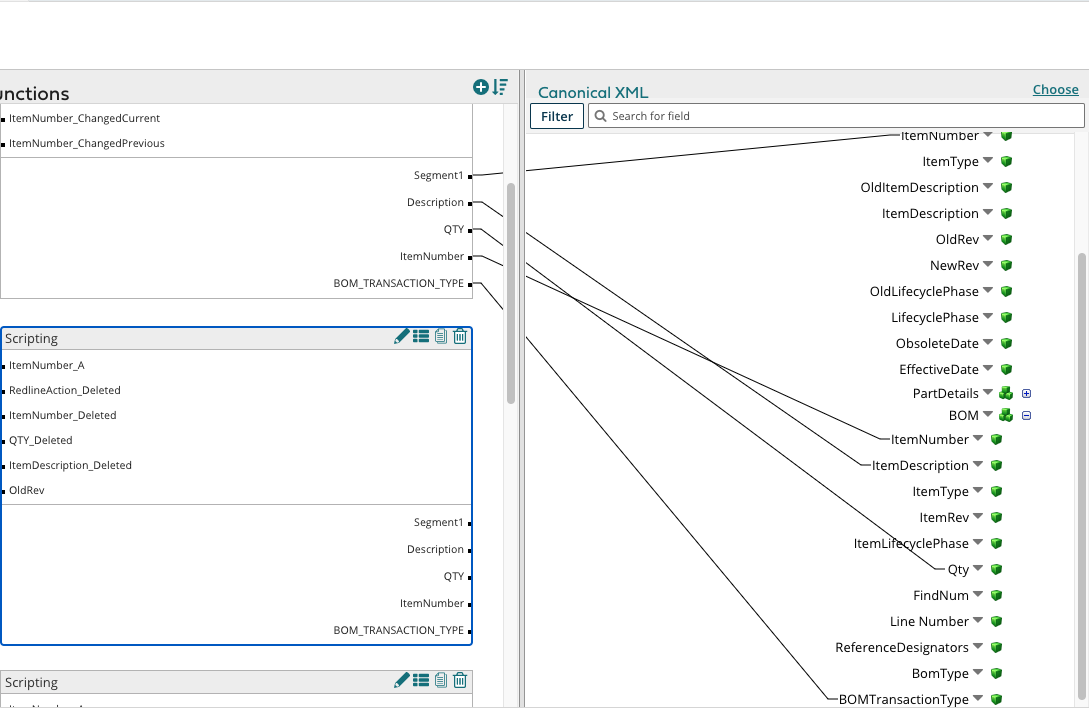 unctions
ItemNumber_ChangedCurrent
ItemNumber_ChangedPrevious
Segment1
Description
QTY
ItemNumber
BOM_TRANSACTION_TYPE
Scripting
ItemNumber_A
RedlineAction_Deleted
ItemNumber_Deleted
QTY_Deleted
ItemDescription_Deleted
OldRev
Segment1
Description
QTY
ItemNumber
BOM_TRANSACTION_TYPE
Scripting
Canonical XML
Choose
Filter
Search for field
ItemNumber
ItemType
OldItemDescription
ItemDescription
OldRev
NewRev
OldLifecyclePhase
LifecyclePhase
ObsoleteDate
EffectiveDate
PartDetails
BOM
ItemNumber
ItemDescription
ItemType
ItemRev
ItemLifecyclePhase
Qty
FindNum
Line Number
ReferenceDesignators
BomType
BOMTransactionType